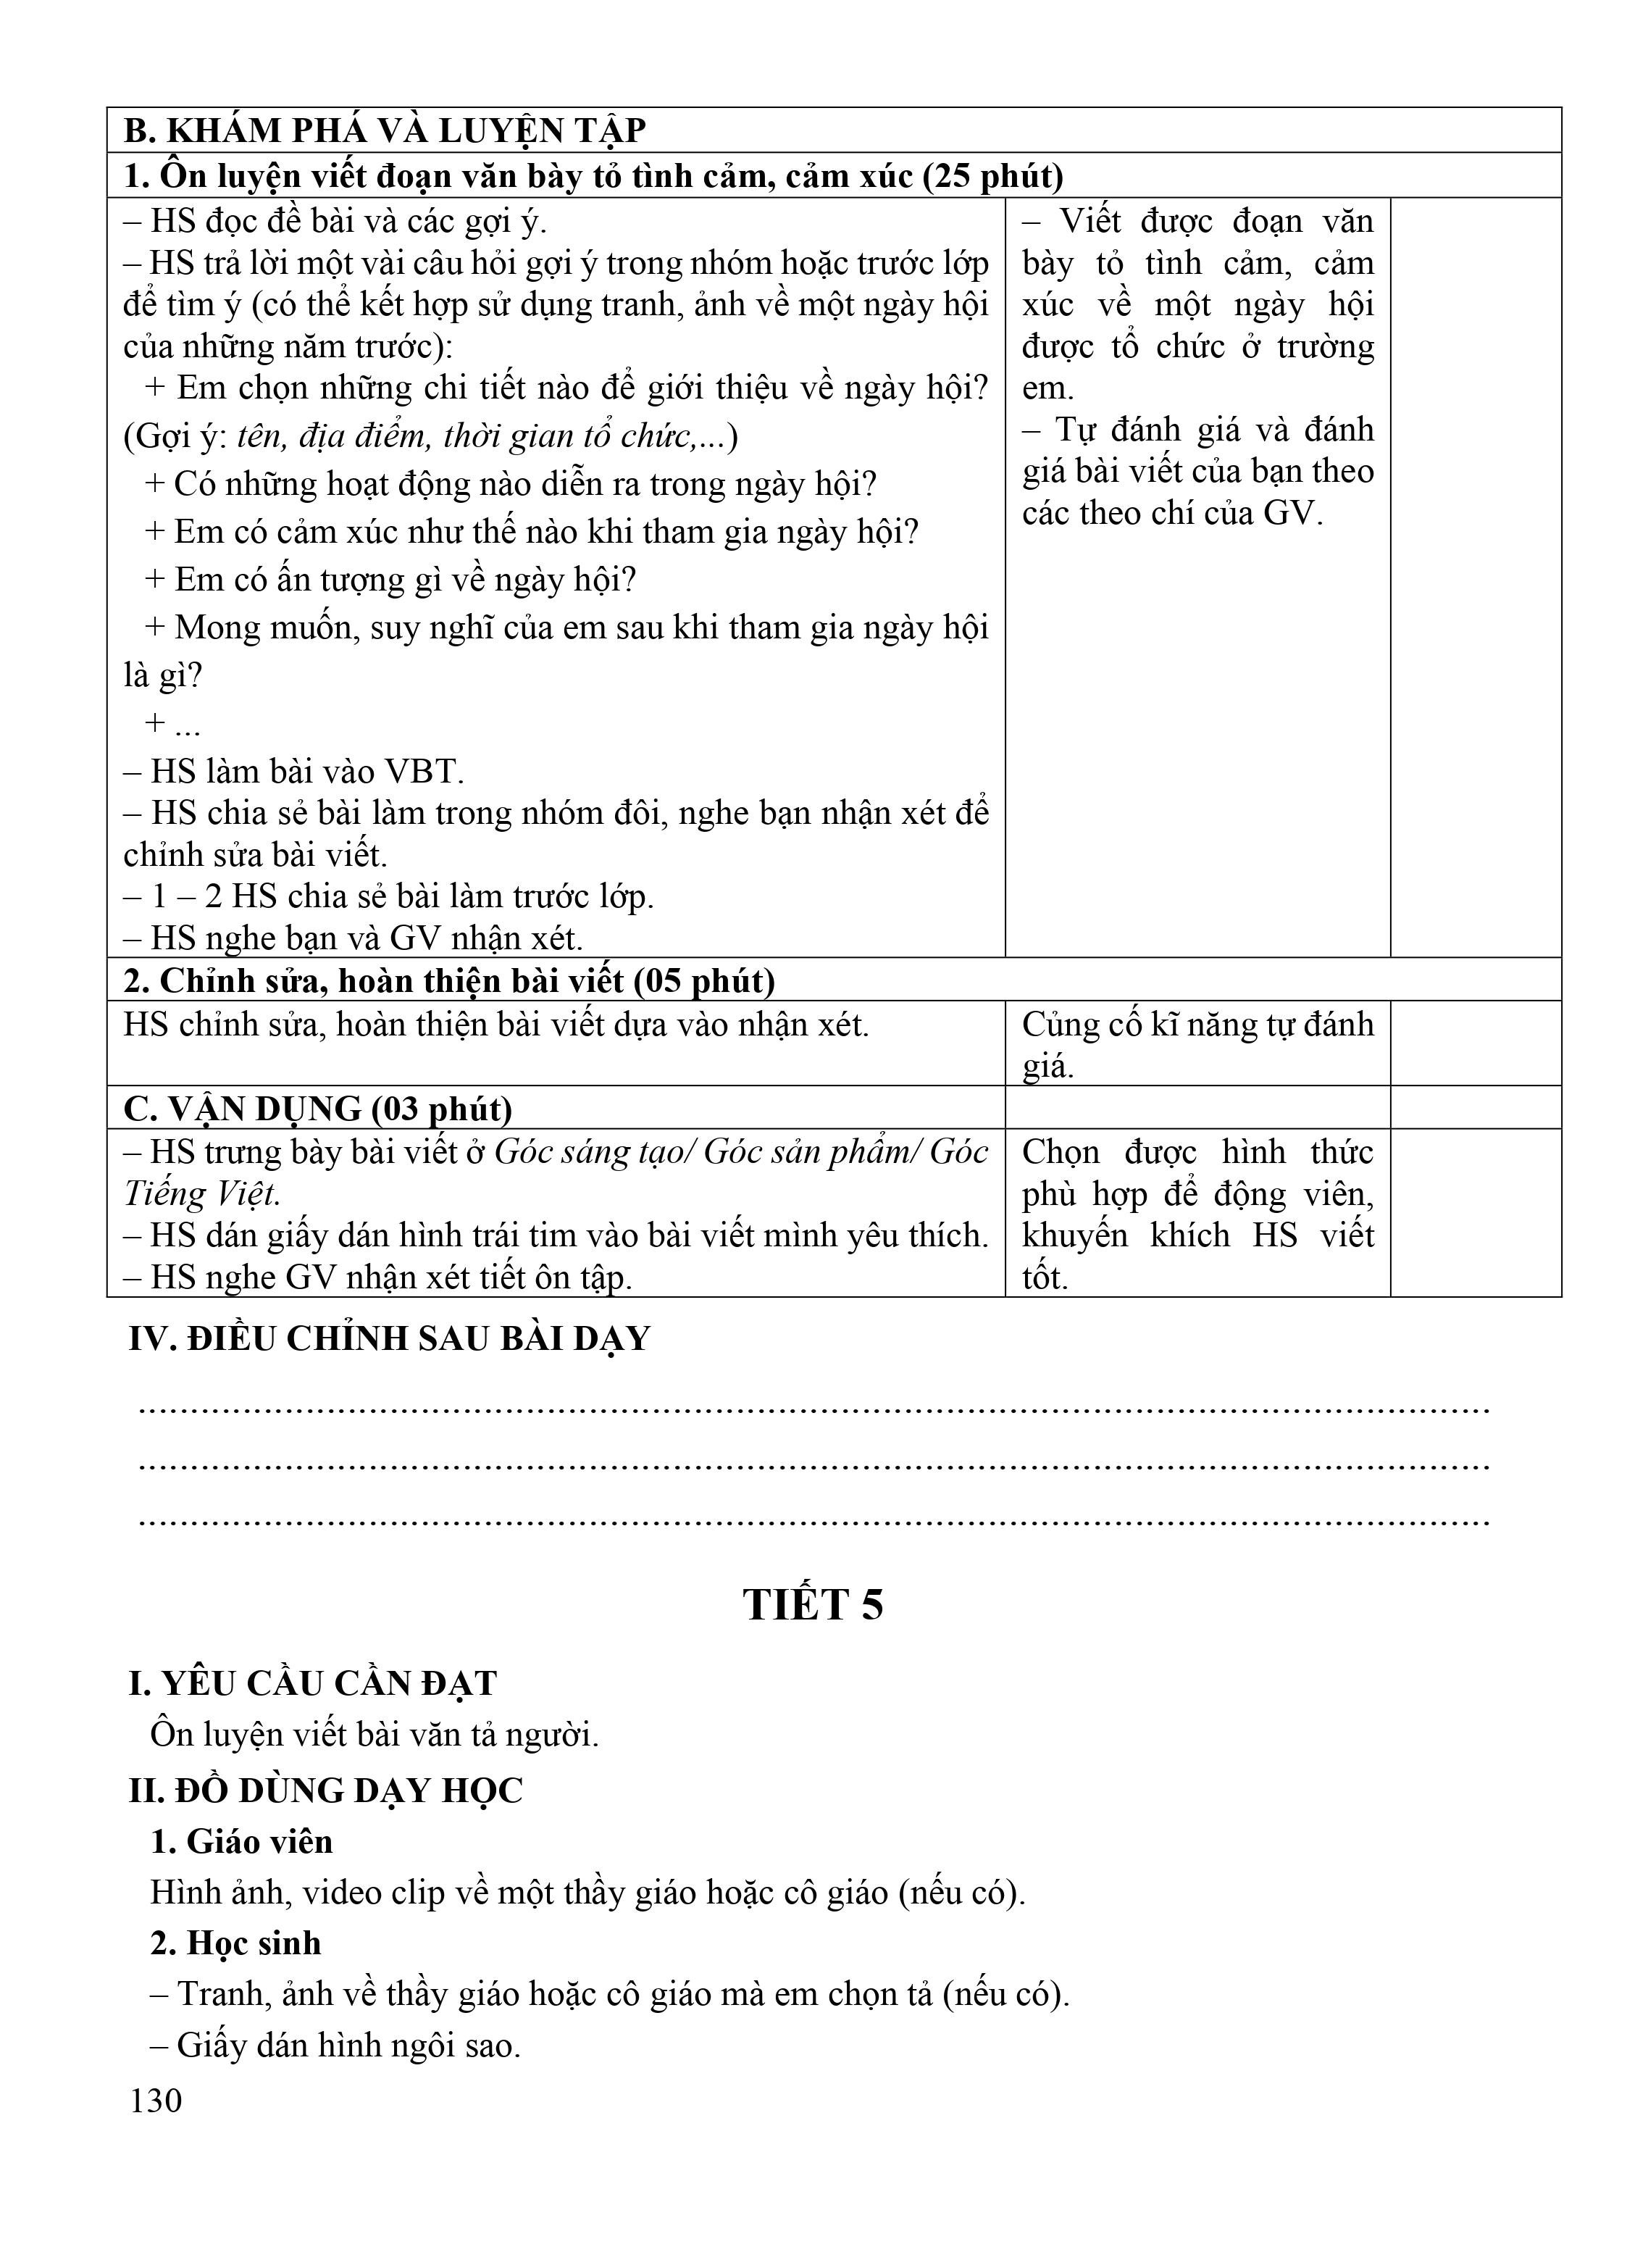 B. KHÁM PHÁ VÀ LUYỆN TẬP
1. Ôn luyện viết đoạn văn bày tỏ tình cảm, cảm xúc (25 phút)
– HS đọc đề bài và các gợi ý.
– HS trả lời một vài câu hỏi gợi ý trong nhóm hoặc trước lớp
để tìm ý (có thể kết hợp sử dụng tranh, ảnh về một ngày hội
của những năm trước):
+ Em chọn những chi tiết nào để giới thiệu về ngày hội?
(Gợi ý: tên, địa điểm, thời gian tổ chức,...)
+ Có những hoạt động nào diễn ra trong ngày hội?
+ Em có cảm xúc như thế nào khi tham gia ngày hội?
+ Em có ấn tượng gì về ngày hội?
+ Mong muốn, suy nghĩ của em sau khi tham gia ngày hội
là gì?
+ ...
– HS làm bài vào VBT.
– HS chia sẻ bài làm trong nhóm đôi, nghe bạn nhận xét để
chỉnh sửa bài viết.
– 1 – 2 HS chia sẻ bài làm trước lớp.
– HS nghe bạn và GV nhận xét.
– Viết được đoạn văn
bày tỏ tình cảm, cảm
xúc về một ngày hội
được tổ chức ở trường
em.
– Tự đánh giá và đánh
giá bài viết của bạn theo
các theo chí của GV.
2. Chỉnh sửa, hoàn thiện bài viết (05 phút)
HS chỉnh sửa, hoàn thiện bài viết dựa vào nhận xét.
Củng cố kĩ năng tự đánh
giá.
C. VẬN DỤNG (03 phút)
– HS trưng bày bài viết ở Góc sáng tạo/ Góc sản phẩm/ Góc
Tiếng Việt.
– HS dán giấy dán hình trái tim vào bài viết mình yêu thích.
– HS nghe GV nhận xét tiết ôn tập.
Chọn được hình thức
phù hợp để động viên,
khuyến khích HS viết
tốt.
IV. ĐIỀU CHỈNH SAU BÀI DẠY
..........................................................................................................................
..........................................................................................................................
..........................................................................................................................
TIẾT 5
I. YÊU CẦU CẦN ĐẠT
Ôn luyện viết bài văn tả người.
II. ĐỒ DÙNG DẠY HỌC
1. Giáo viên
Hình ảnh, video clip về một thầy giáo hoặc cô giáo (nếu có).
2. Học sinh
– Tranh, ảnh về thầy giáo hoặc cô giáo mà em chọn tả (nếu có).
– Giấy dán hình ngôi sao.
130